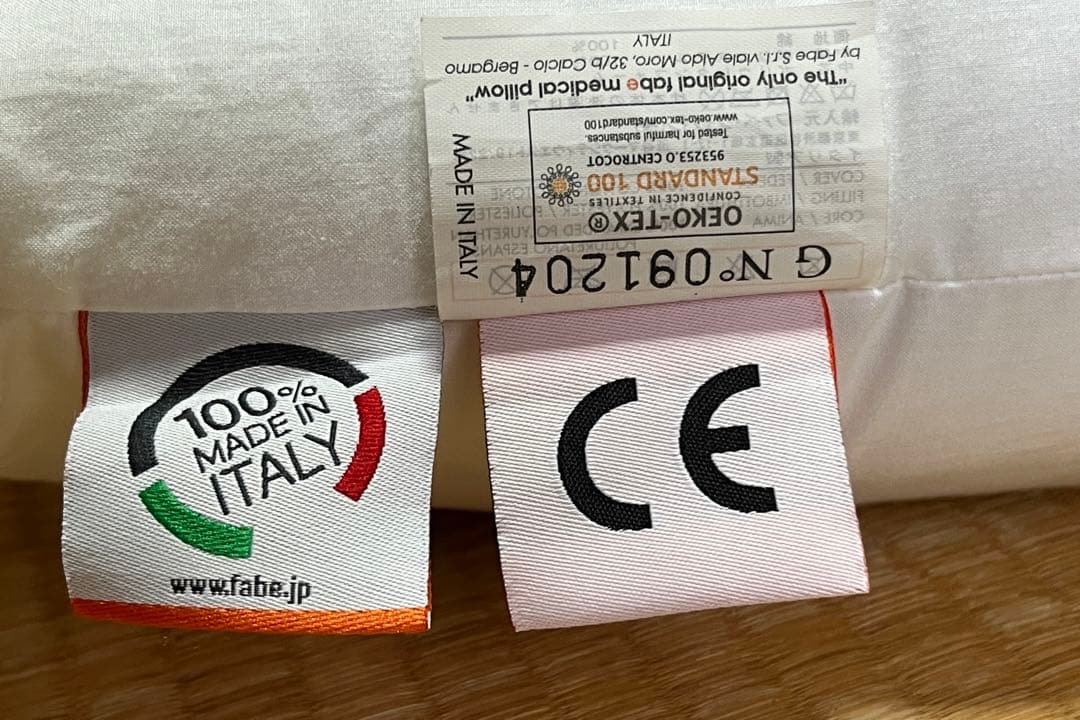 G N°091204
OEKO-TEX®
CONFIDENCE IN TEXTILES
STANDARD 100
953253.O CENTROCOT
Tested for harmful substances.
www.oeko-tex.com/standard100
MADE IN ITALY
"The only original fabe medical pillow"
by Fabe S.r.l. viale Aldo Moro, 32/b Calcio - Bergamo
ITALY
100%
MADE IN
ITALY
www.fabe.jp
CE